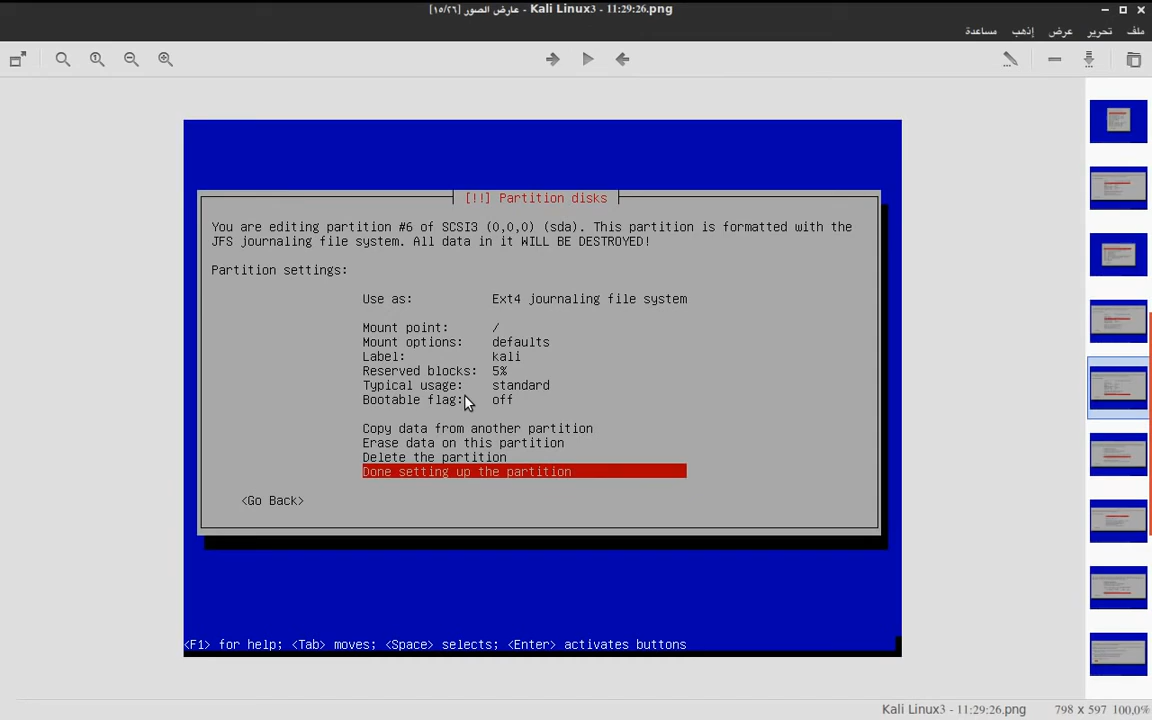 عارض الصور [١٥/٢٦] - Kali Linux3 - 11:29:26.png
ملف تحرير عرض إذهب مساعدة
[!!] Partition disks
You are editing partition #6 of SCSI3 (0,0,0) (sda). This partition is formatted with the
JFS journaling file system. All data in it WILL BE DESTROYED!
Partition settings:
Use as: Ext4 journaling file system
Mount point: /
Mount options: defaults
Label: kali
Reserved blocks: 5%
Typical usage: standard
Bootable flag: off
Copy data from another partition
Erase data on this partition
Delete the partition
Done setting up the partition
<Go Back>
<F1> for help; <Tab> moves; <Space> selects; <Enter> activates buttons
Kali Linux3 - 11:29:26.png 798 x 597 100,0%